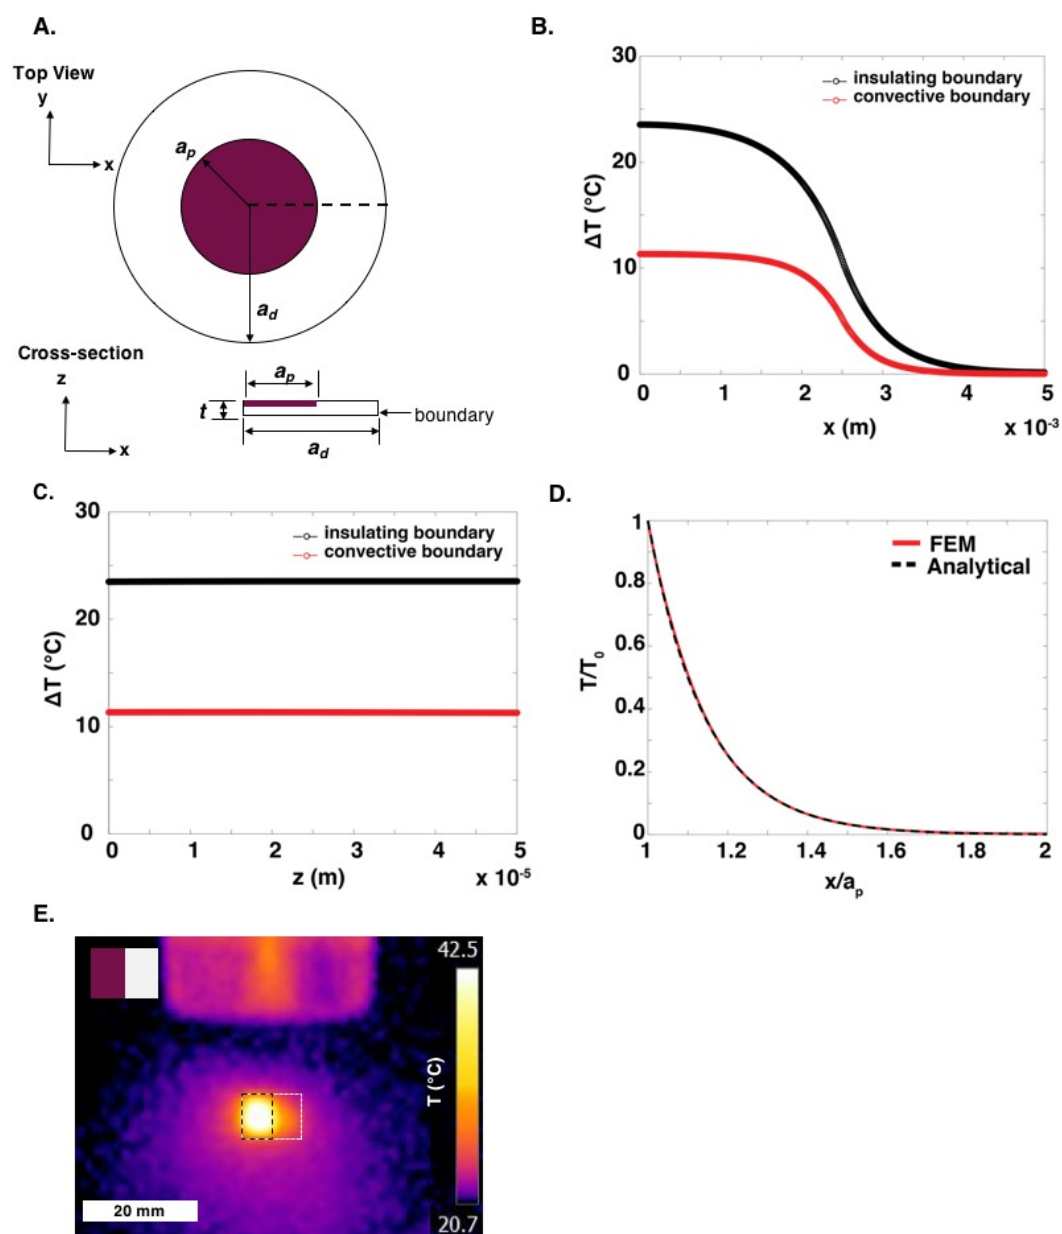 A.
Top View
y
x
a_p
a_d
Cross-section
z
x
a_p
t
boundary
a_d
B.
30
20
10
0
ΔT (°C)
insulating boundary
convective boundary
0 1 2 3 4 5
x (m) x 10⁻³
C.
30
20
10
0
ΔT (°C)
insulating boundary
convective boundary
0 1 2 3 4 5
z (m) x 10⁻⁵
D.
1
0.8
0.6
0.4
0.2
0
T/T₀
FEM
Analytical
1 1.2 1.4 1.6 1.8 2
x/a_p
E.
42.5
T (°C)
20.7
20 mm